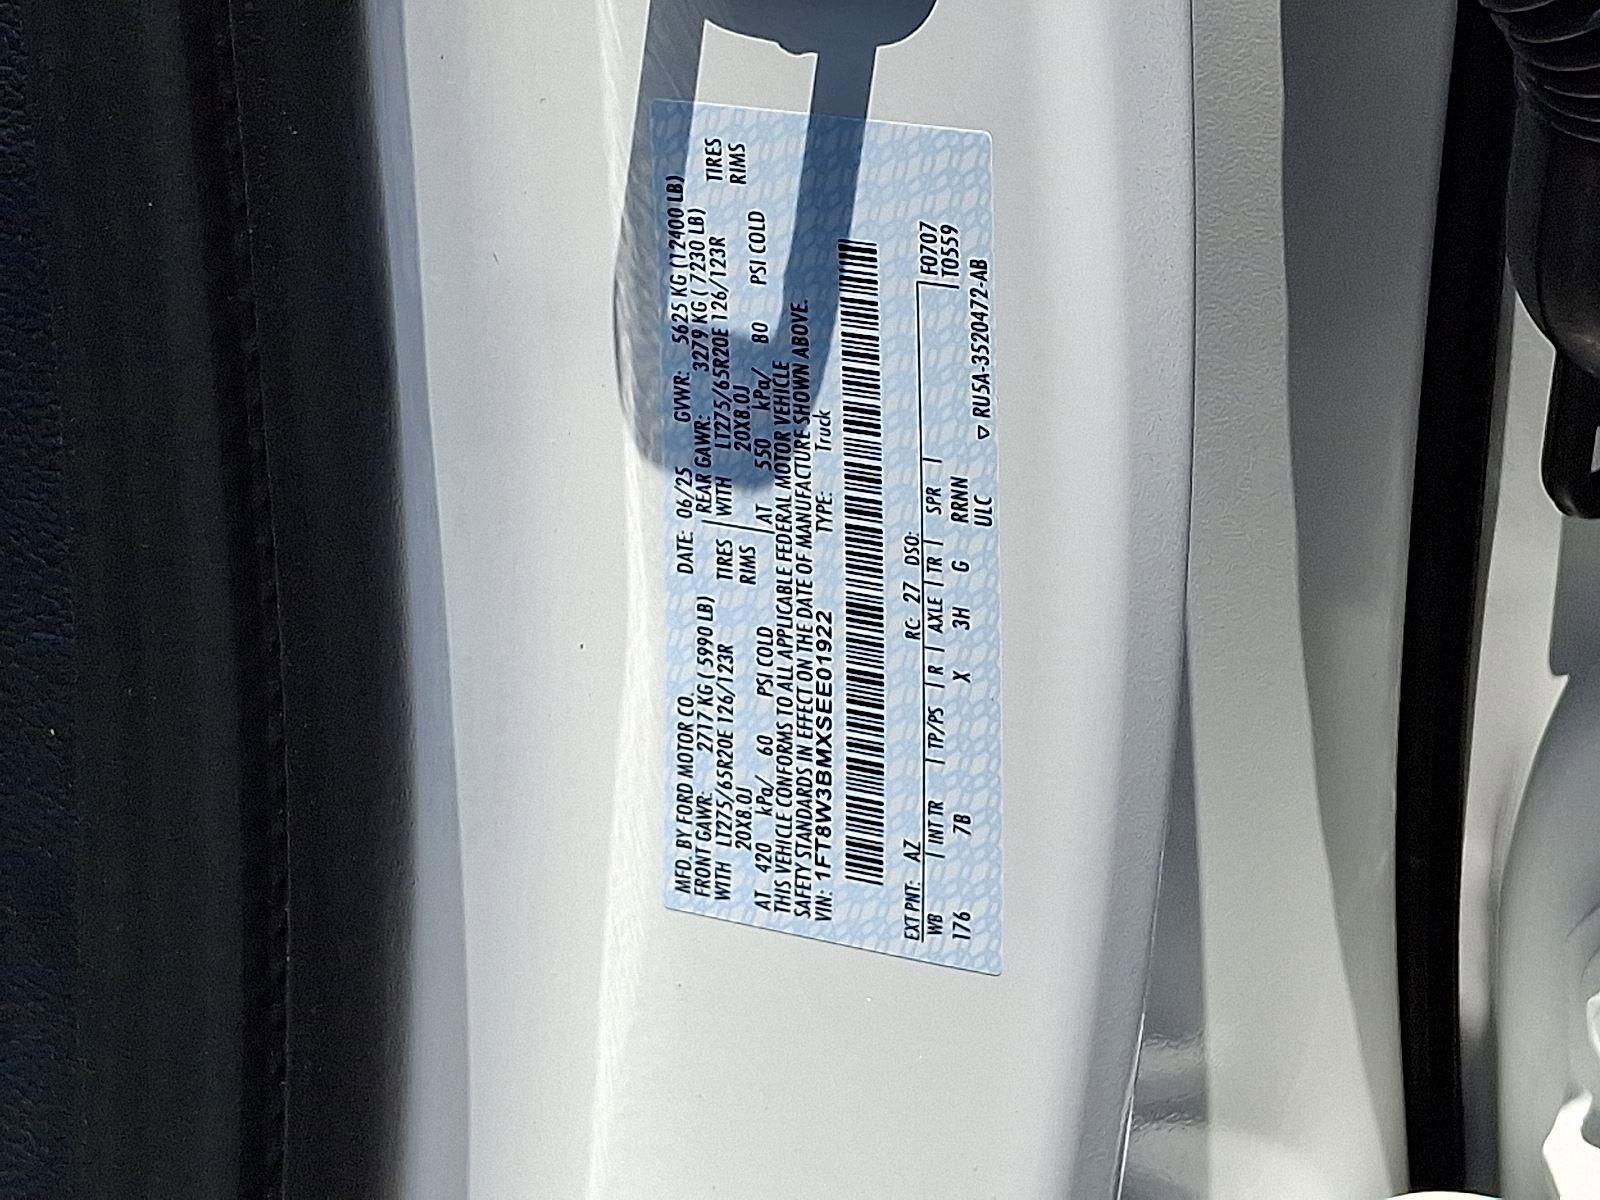 MFD. BY FORD MOTOR CO. DATE: 06/25 GVWR: 5625 KG (12400 LB)
FRONT GAWR: 2717 KG ( 5990 LB) REAR GAWR: 3279 KG ( 7230 LB)
WITH LT275/65R20E 126/123R TIRES WITH LT275/65R20E 126/123R TIRES
20X8.0J RIMS 20X8.0J RIMS
AT 420 kPa/ 60 PSI COLD AT 550 kPa/ 80 PSI COLD
THIS VEHICLE CONFORMS TO ALL APPLICABLE FEDERAL MOTOR VEHICLE
SAFETY STANDARDS IN EFFECT ON THE DATE OF MANUFACTURE SHOWN ABOVE.
VIN: 1FT8W3BMXSEE01922 TYPE: Truck
EXT PNT: AZ RC: 27 DSO: F0707
WB | INT TR | TP/PS | R | AXLE | TR | SPR | T0559
176 7B X 3H G RRNN
ULC ▽ RU5A-3520472-AB